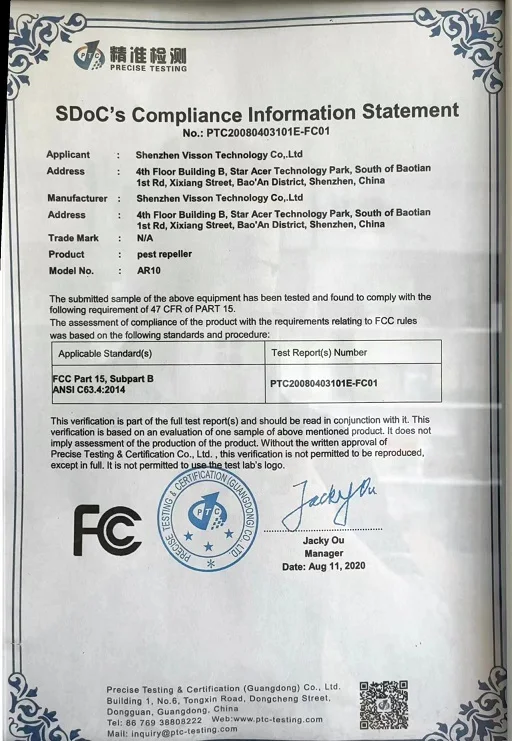 PTC
精准检测
PRECISE TESTING
SDoC's Compliance Information Statement
No.: PTC20080403101E-FC01
Applicant : Shenzhen Visson Technology Co,.Ltd
Address : 4th Floor Building B, Star Acer Technology Park, South of Baotian
1st Rd, Xixiang Street, Bao'An District, Shenzhen, China
Manufacturer : Shenzhen Visson Technology Co,.Ltd
Address : 4th Floor Building B, Star Acer Technology Park, South of Baotian
1st Rd, Xixiang Street, Bao'An District, Shenzhen, China
Trade Mark : N/A
Product : pest repeller
Model No. : AR10
The submitted sample of the above equipment has been tested and found to comply with the
following requirement of 47 CFR of PART 15.
The assessment of compliance of the product with the requirements relating to FCC rules
was based on the following standards and procedure:
Applicable Standard(s) Test Report(s) Number
FCC Part 15, Subpart B
ANSI C63.4:2014
PTC20080403101E-FC01
This verification is part of the full test report(s) and should be read in conjunction with it. This
verification is based on an evaluation of one sample of above mentioned product. It does not
imply assessment of the production of the product. Without the written approval of
Precise Testing & Certification Co., Ltd. , this verification is not permitted to be reproduced,
except in full. It is not permitted to use the test lab's logo.
FC
PRECISE TESTING & CERTIFICATION (GUANGDONG) CO., LTD.
PTC
Jacky Ou
Jacky Ou
Manager
Date: Aug 11, 2020
Precise Testing & Certification (Guangdong) Co., Ltd.
Building 1, No.6, Tongxin Road, Dongcheng Street,
Dongguan, Guangdong, China
Tel: 86 769 38808222 Web:www.ptc-testing.com
Mail: inquiry@ptc-testing.com